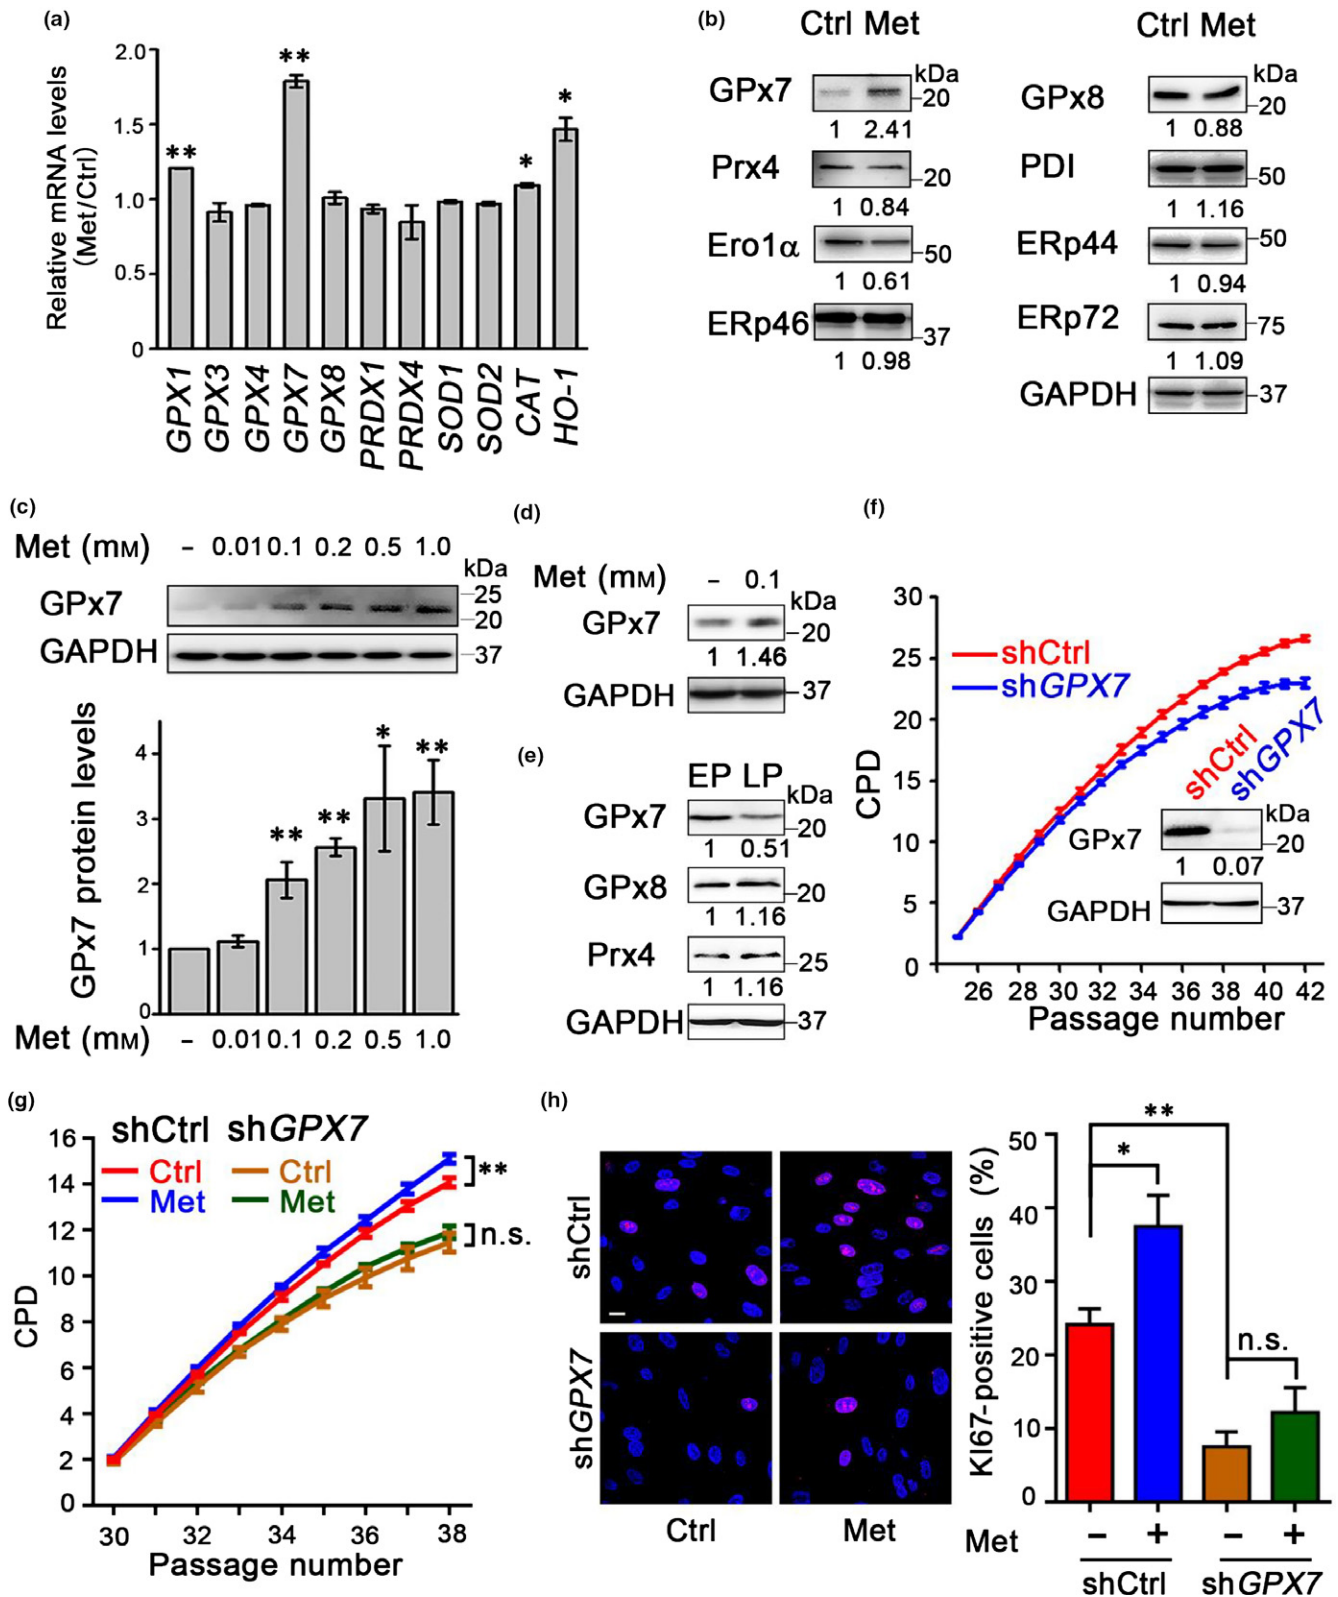 (a)
Relative mRNA levels
(Met/Ctrl)
2.0
1.5
1.0
0.5
0
**
**
*
*
GPX1
GPX3
GPX4
GPX7
GPX8
PRDX1
PRDX4
SOD1
SOD2
CAT
HO-1
(b)
Ctrl Met
kDa
GPx7
20
1 2.41
Prx4
20
1 0.84
Ero1α
50
1 0.61
ERp46
37
1 0.98
Ctrl Met
kDa
GPx8
20
1 0.88
PDI
50
1 1.16
ERp44
50
1 0.94
ERp72
75
1 1.09
GAPDH
37
(c)
Met (mM) – 0.01 0.1 0.2 0.5 1.0
kDa
GPx7
25
20
GAPDH
37
GPx7 protein levels
4
3
2
1
0
**
**
*
**
Met (mM) – 0.01 0.1 0.2 0.5 1.0
(d)
Met (mM) – 0.1
kDa
GPx7
20
1 1.46
GAPDH
37
(e)
EP LP
kDa
GPx7
20
1 0.51
GPx8
20
1 1.16
Prx4
25
1 1.16
GAPDH
37
(f)
CPD
30
25
20
15
10
5
0
shCtrl
shGPX7
shCtrl
shGPX7
kDa
GPx7
20
1 0.07
GAPDH
37
26 28 30 32 34 36 38 40 42
Passage number
(g)
shCtrl shGPX7
Ctrl Ctrl
Met Met
CPD
16
14
12
10
8
6
4
2
0
**
n.s.
30 32 34 36 38
Passage number
(h)
shCtrl
shGPX7
Ctrl Met
KI67-positive cells (%)
50
40
30
20
10
0
**
*
n.s.
Met – + – +
shCtrl shGPX7